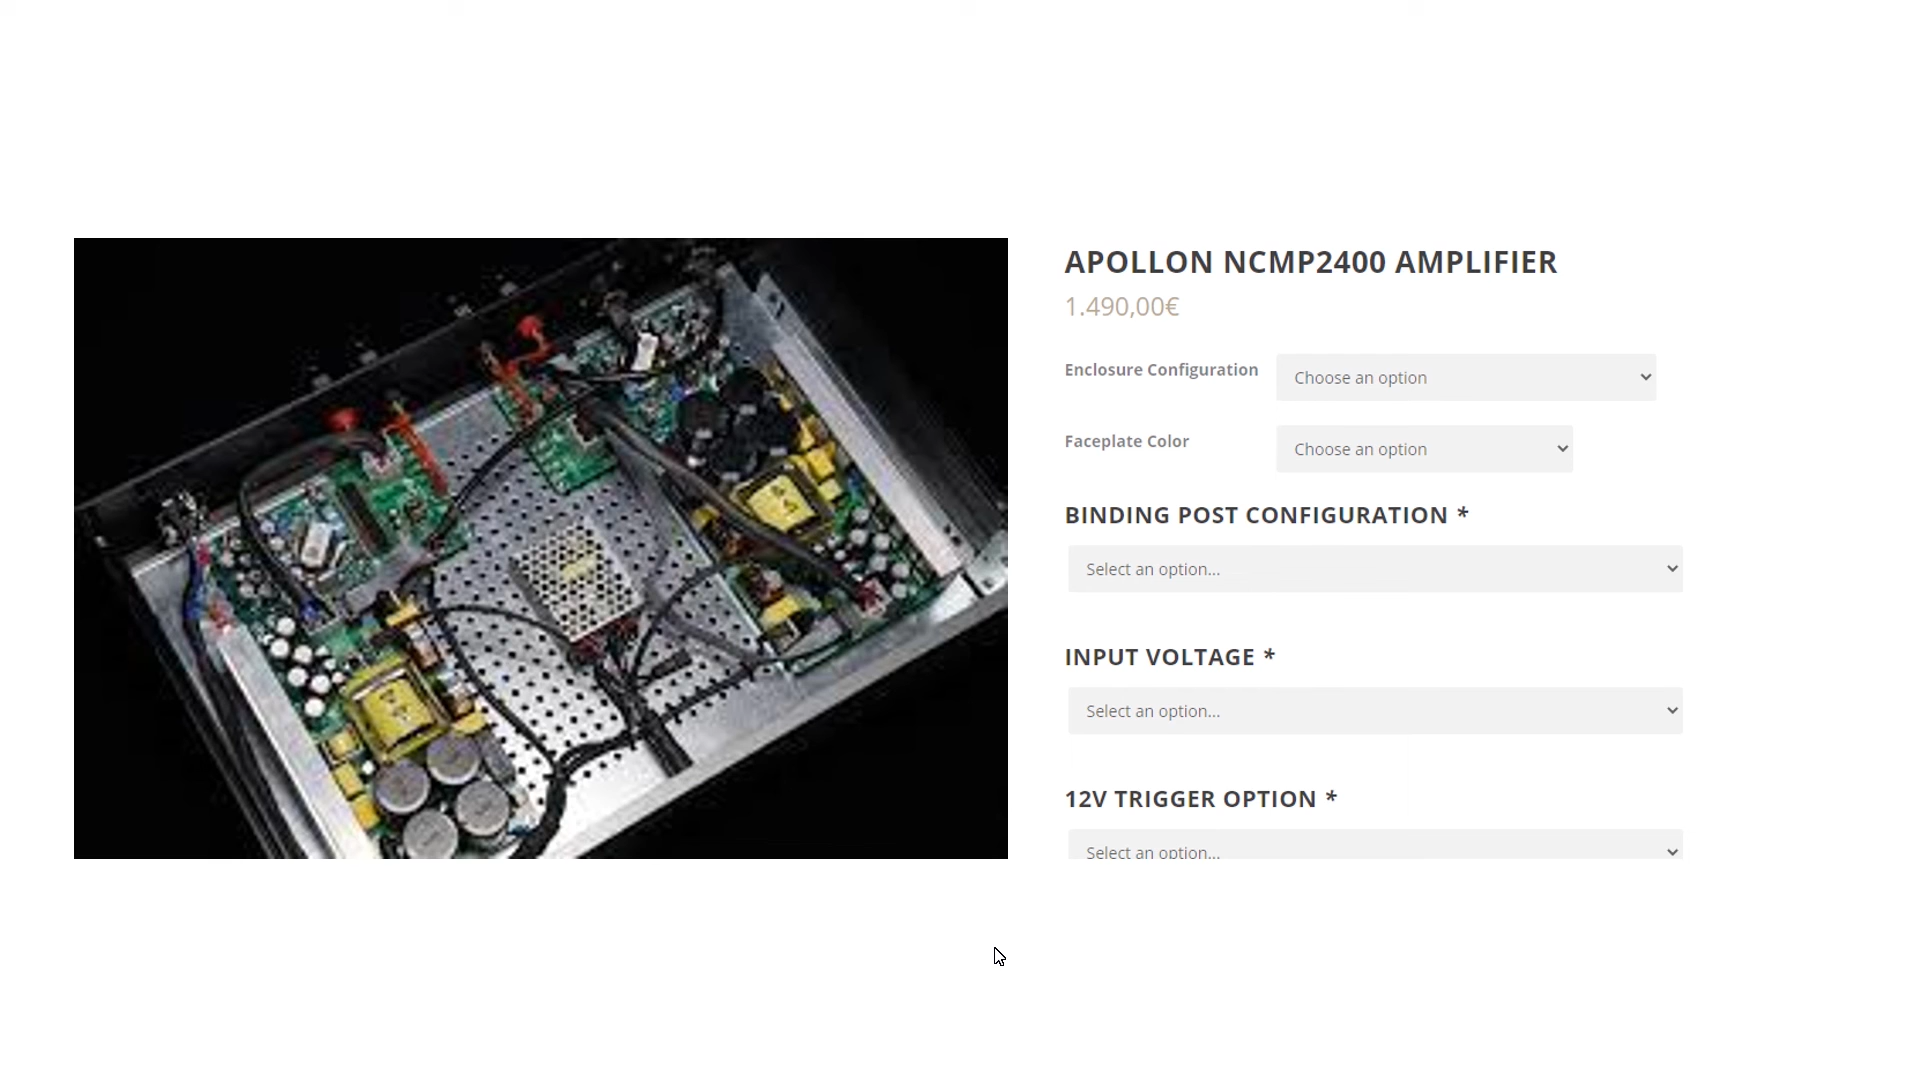 APOLLON NCMP2400 AMPLIFIER
1.490,00€
Enclosure Configuration
Choose an option
Faceplate Color
Choose an option
BINDING POST CONFIGURATION *
Select an option...
INPUT VOLTAGE *
Select an option...
12V TRIGGER OPTION *
Select an option...